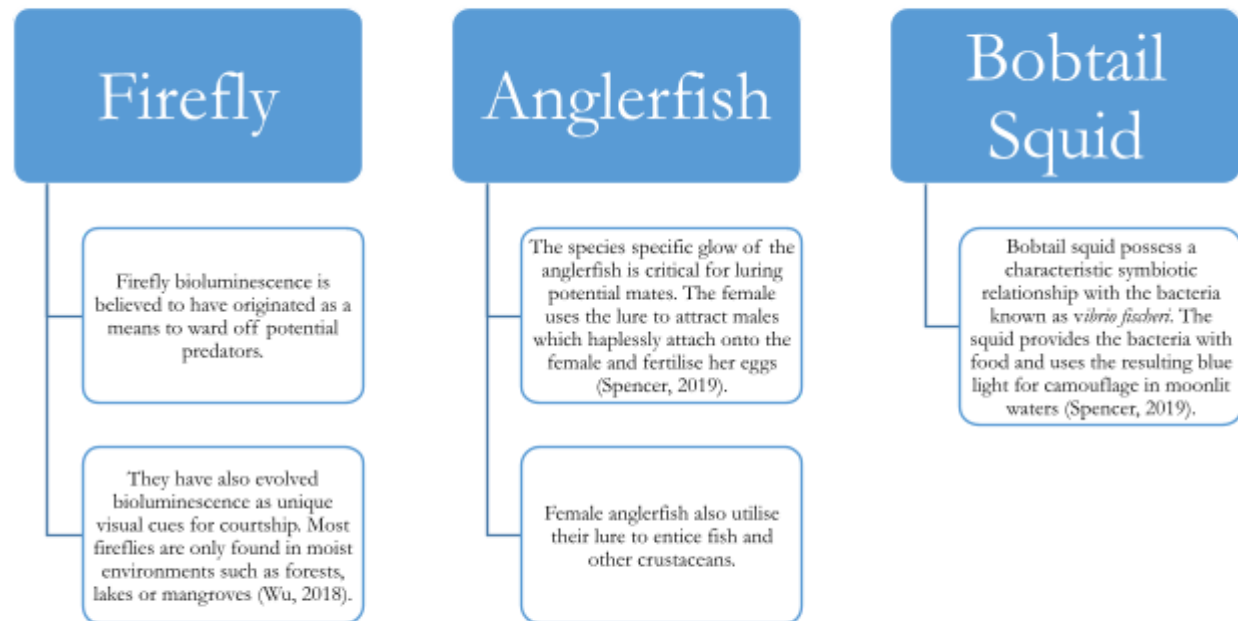 Firefly
Firefly bioluminescence is
believed to have originated as a
means to ward off potential
predators.
They have also evolved
bioluminescence as unique
visual cues for courtship. Most
fireflies are only found in moist
environments such as forests,
lakes or mangroves (Wu, 2018).
Anglerfish
The species specific glow of the
anglerfish is critical for luring
potential mates. The female
uses the lure to attract males
which haplessly attach onto the
female and fertilise her eggs
(Spencer, 2019).
Female anglerfish also utilise
their lure to entice fish and
other crustaceans.
Bobtail
Squid
Bobtail squid possess a
characteristic symbiotic
relationship with the bacteria
known as vibrio fischeri. The
squid provides the bacteria with
food and uses the resulting blue
light for camouflage in moonlit
waters (Spencer, 2019).